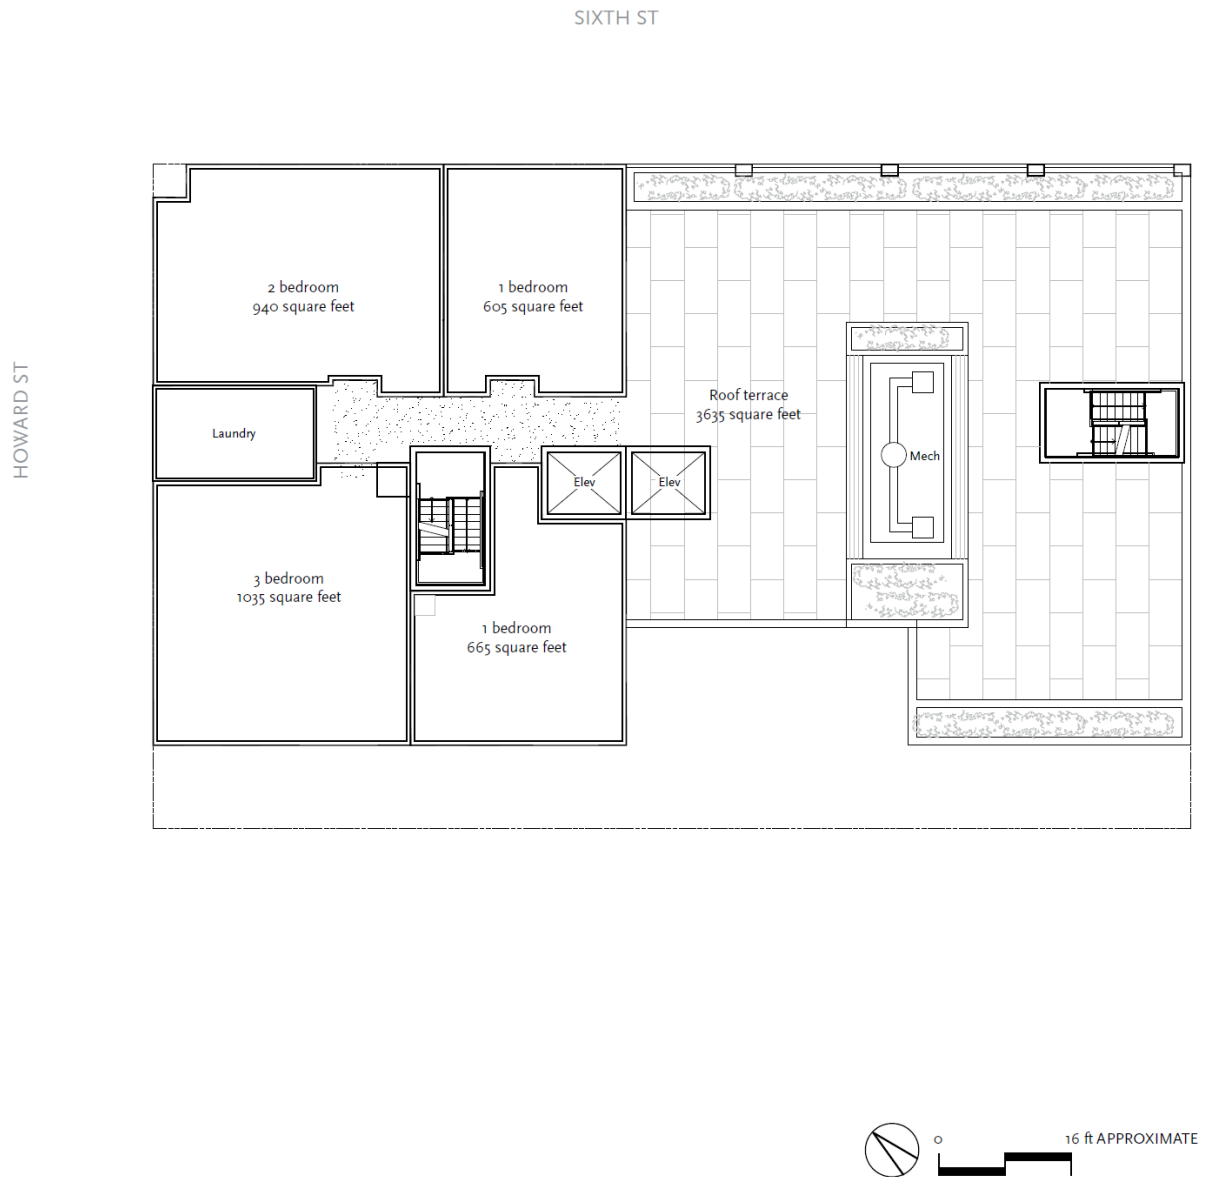 SIXTH ST
HOWARD ST
2 bedroom
940 square feet
1 bedroom
605 square feet
Roof terrace
3635 square feet
Laundry
Mech
Elev
Elev
3 bedroom
1035 square feet
1 bedroom
665 square feet
0
16 ft APPROXIMATE